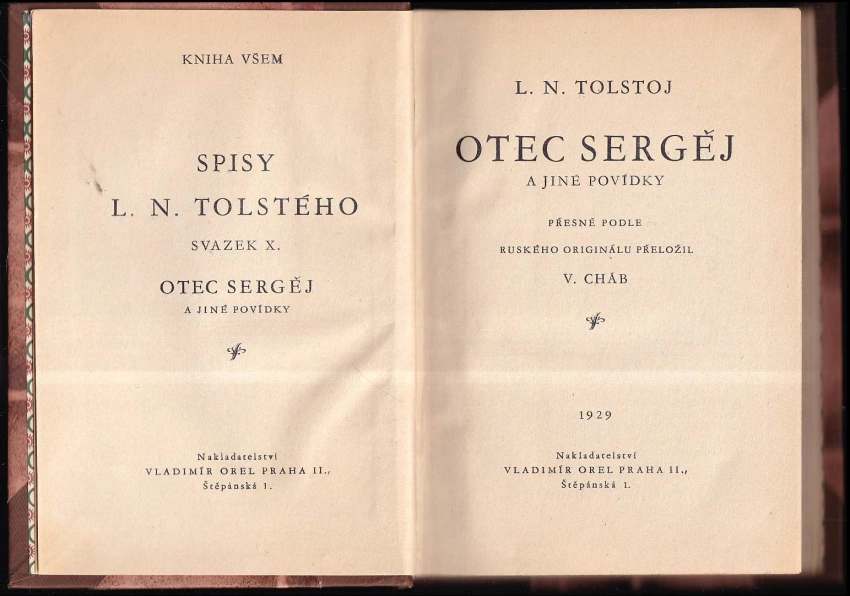 KNIHA VŠEM
SPISY
L. N. TOLSTÉHO
SVAZEK X.
OTEC SERGĚJ
A JINÉ POVÍDKY
Nakladatelství
VLADIMÍR OREL PRAHA II.,
Štěpánská 1.
L. N. TOLSTOJ
OTEC SERGĚJ
A JINÉ POVÍDKY
PŘESNĚ PODLE
RUSKÉHO ORIGINÁLU PŘELOŽIL
V. CHÁB
1929
Nakladatelství
VLADIMÍR OREL PRAHA II.,
Štěpánská 1.